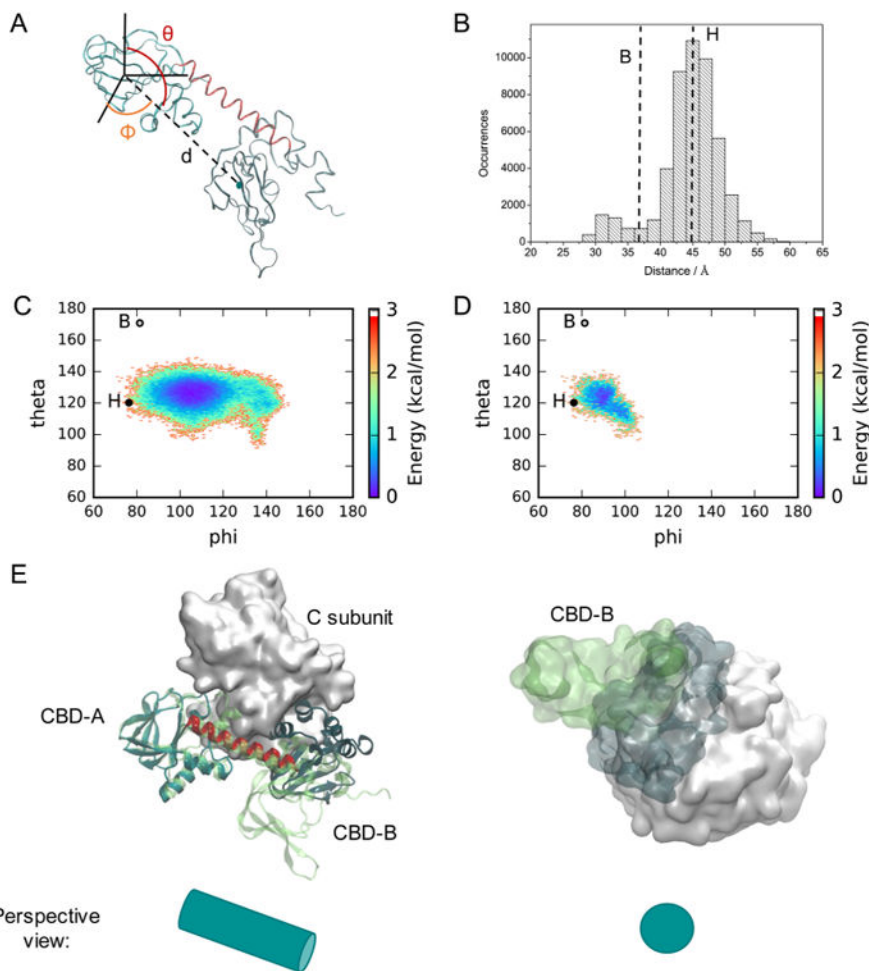 A
θ
Φ
d
B
Occurrences
10000
8000
6000
4000
2000
0
B
H
20 25 30 35 40 45 50 55 60 65
Distance / Å
C
theta
180
160
140
120
100
80
60
B
H
60 80 100 120 140 160 180
phi
3
2
1
0
Energy (kcal/mol)
D
theta
180
160
140
120
100
80
60
B
H
60 80 100 120 140 160 180
phi
3
2
1
0
Energy (kcal/mol)
E
C subunit
CBD-A
CBD-B
CBD-B
Perspective
view: